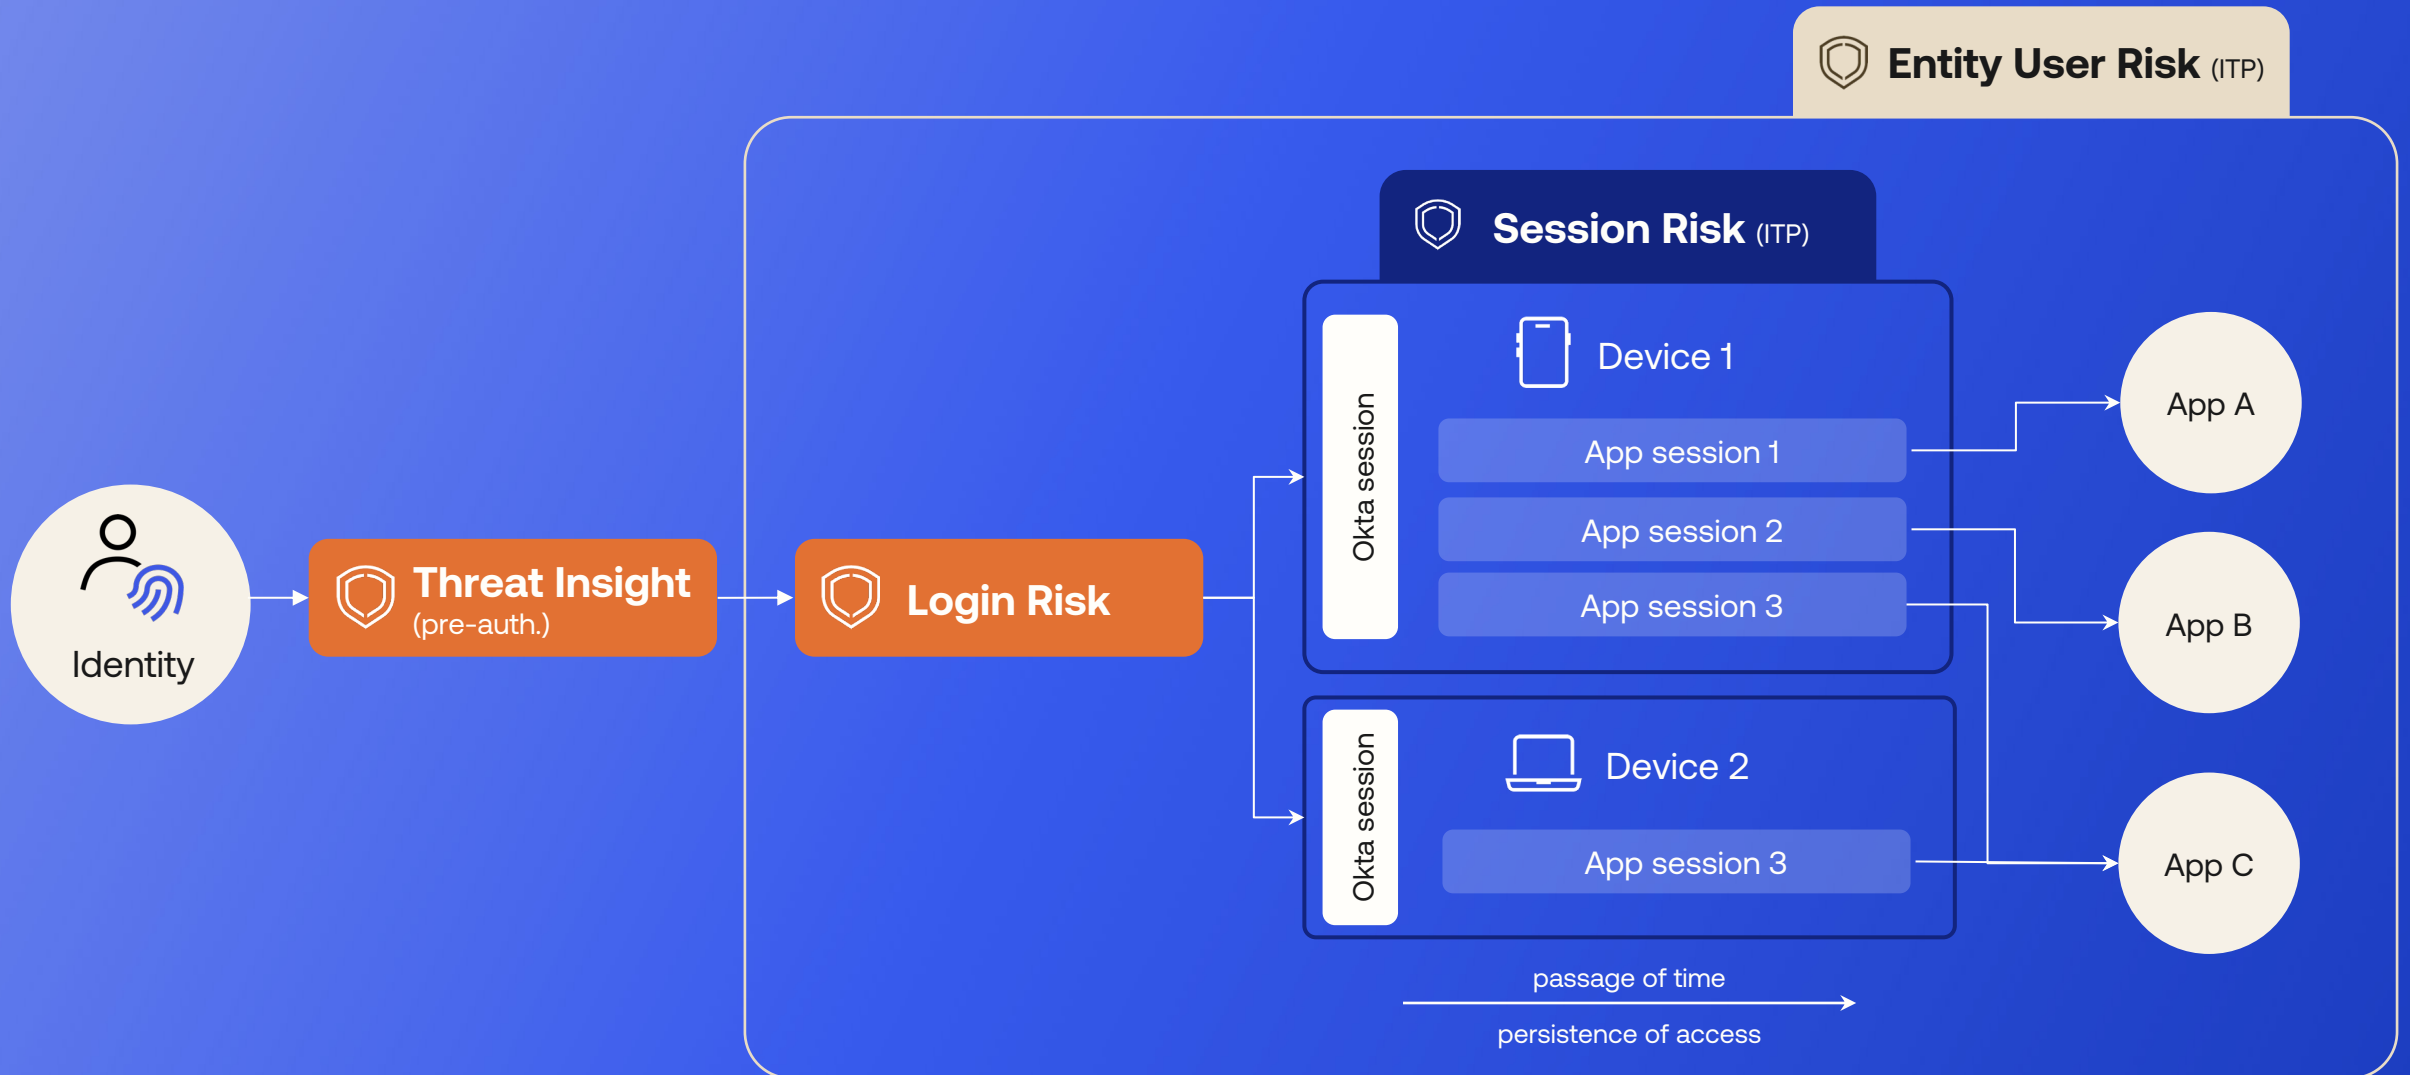 Entity User Risk (ITP)
Session Risk (ITP)
Identity
Threat Insight
(pre-auth.)
Login Risk
Okta session
Device 1
App session 1
App session 2
App session 3
Okta session
Device 2
App session 3
App A
App B
App C
passage of time
persistence of access